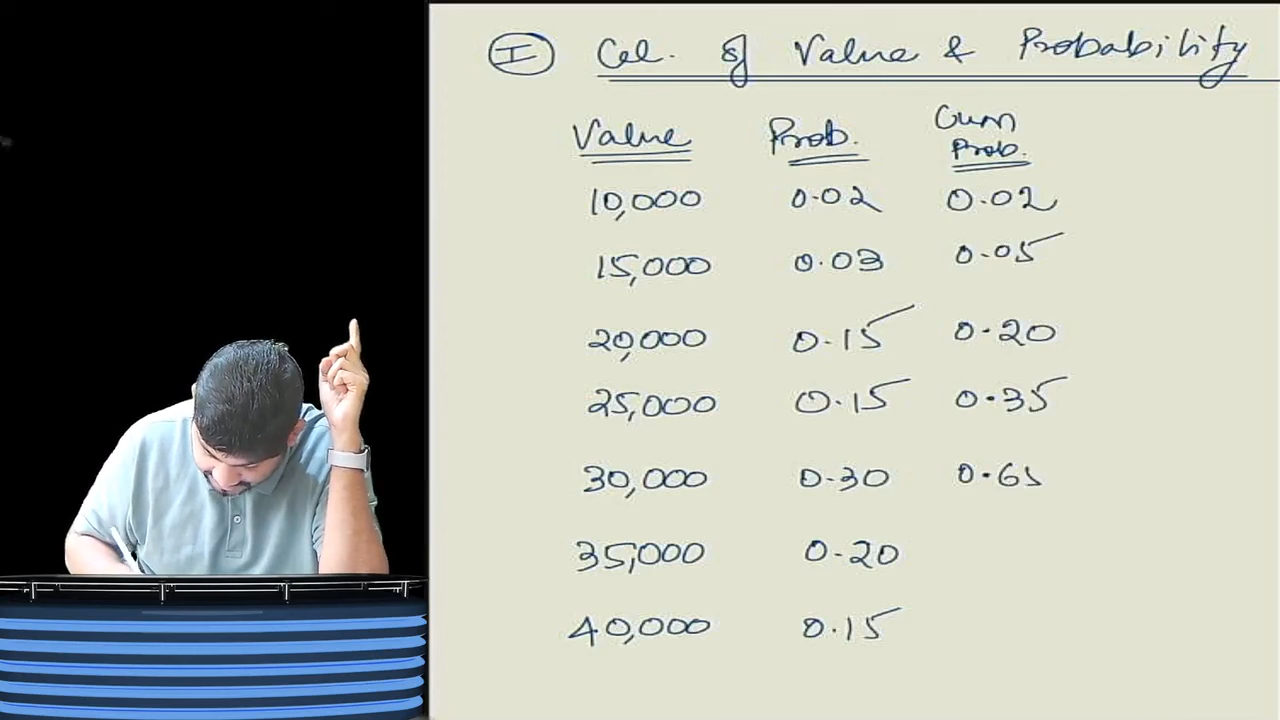 I Cal. of Value & Probability
Value Prob. Cum Prob.
10,000 0.02 0.02
15,000 0.03 0.05
20,000 0.15 0.20
25,000 0.15 0.35
30,000 0.30 0.65
35,000 0.20
40,000 0.15